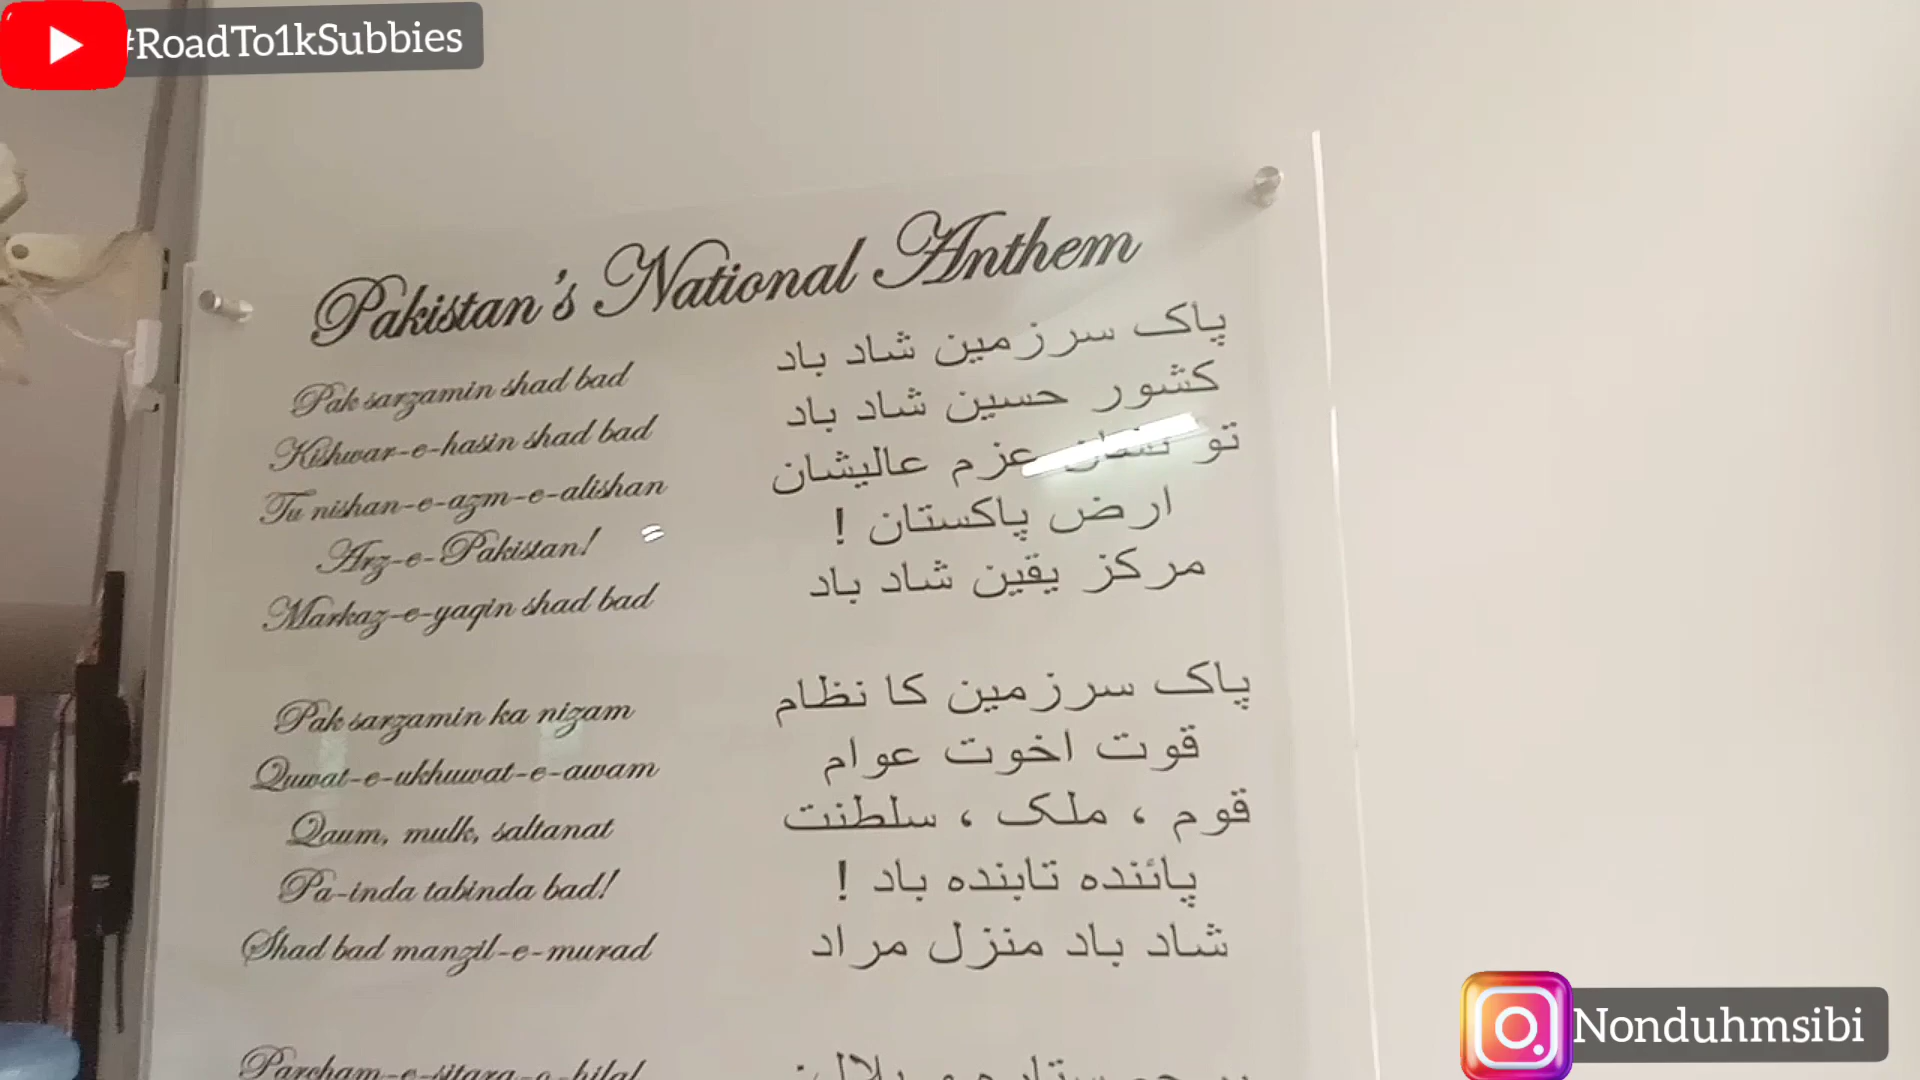 #RoadTo1kSubbies
Pakistan's National Anthem
Pak sarzamin shad bad
Kishwar-e-hasin shad bad
Tu nishan-e-azm-e-alishan
Arz-e-Pakistan!
Markaz-e-yaqin shad bad
Pak sarzamin ka nizam
Quwat-e-ukhuwat-e-awam
Qaum, mulk, saltanat
Pa-inda tabinda bad!
Shad bad manzil-e-murad
Parcham-e-sitara-o-hilal
پاک سرزمین شاد باد
کشور حسین شاد باد
تو نشان عزم عالیشان
ارض پاکستان !
مرکز یقین شاد باد
پاک سرزمین کا نظام
قوت اخوت عوام
قوم ، ملک ، سلطنت
پائنده تابنده باد !
شاد باد منزل مراد
Nonduhmsibi